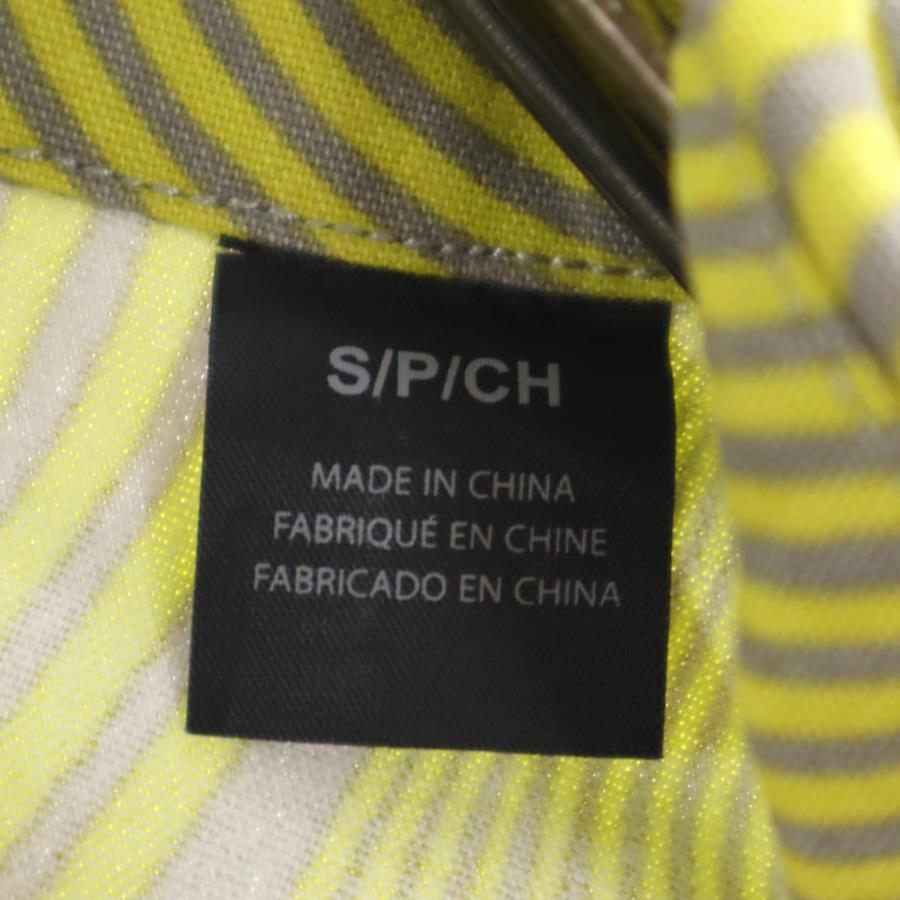 S/P/CH
MADE IN CHINA
FABRIQUÉ EN CHINE
FABRICADO EN CHINA